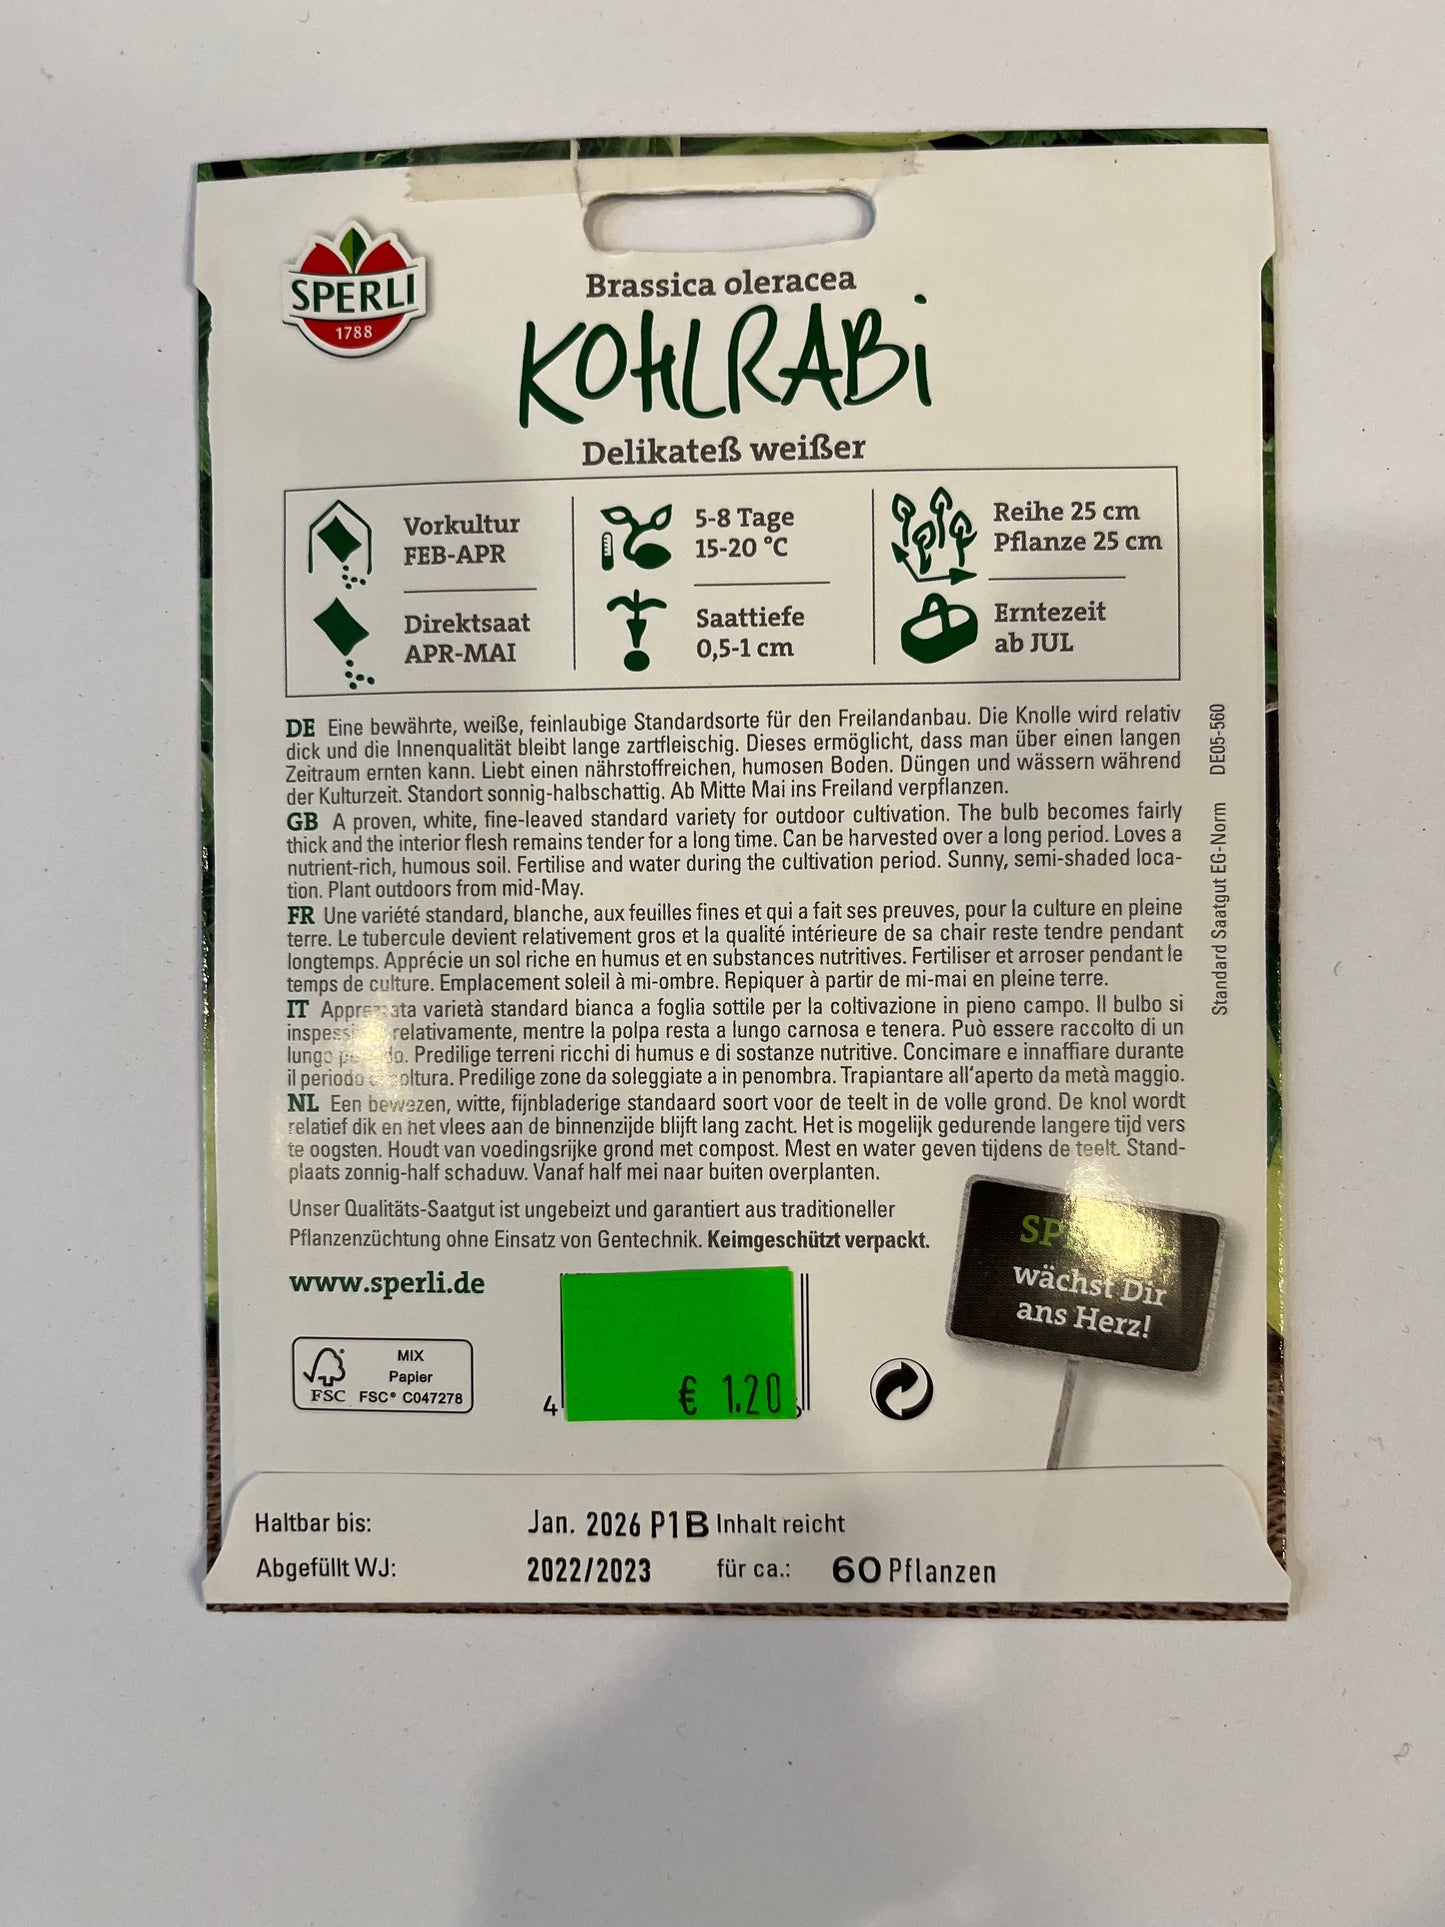 SPERLI
1788
Brassica oleracea
KOHLRABi
Delikateß weißer
Vorkultur
FEB-APR
Direktsaat
APR-MAI
5-8 Tage
15-20 °C
Saattiefe
0,5-1 cm
Reihe 25 cm
Pflanze 25 cm
Erntezeit
ab JUL
DE Eine bewährte, weiße, feinlaubige Standardsorte für den Freilandanbau. Die Knolle wird relativ
dick und die Innenqualität bleibt lange zartfleischig. Dieses ermöglicht, dass man über einen langen
Zeitraum ernten kann. Liebt einen nährstoffreichen, humosen Boden. Düngen und wässern während
der Kulturzeit. Standort sonnig-halbschattig. Ab Mitte Mai ins Freiland verpflanzen.
GB A proven, white, fine-leaved standard variety for outdoor cultivation. The bulb becomes fairly
thick and the interior flesh remains tender for a long time. Can be harvested over a long period. Loves a
nutrient-rich, humous soil. Fertilise and water during the cultivation period. Sunny, semi-shaded loca-
tion. Plant outdoors from mid-May.
FR Une variété standard, blanche, aux feuilles fines et qui a fait ses preuves, pour la culture en pleine
terre. Le tubercule devient relativement gros et la qualité intérieure de sa chair reste tendre pendant
longtemps. Apprécie un sol riche en humus et en substances nutritives. Fertiliser et arroser pendant le
temps de culture. Emplacement soleil à mi-ombre. Repiquer à partir de mi-mai en pleine terre.
IT varietà standard bianca a foglia sottile per la coltivazione in pieno campo. Il bulbo si
relativamente, mentre la polpa resta a lungo carnosa e tenera. Può essere raccolto di un
lungo Predilige terreni ricchi di humus e di sostanze nutritive. Concimare e innaffiare durante
il periodo Predilige zone da soleggiate a in penombra. Trapiantare all'aperto da metà maggio.
NL Een bewezen, witte, fijnbladerige standaard soort voor de teelt in de volle grond. De knol wordt
relatief dik en het vlees aan de binnenzijde blijft lang zacht. Het is mogelijk gedurende langere tijd vers
te oogsten. Houdt van voedingsrijke grond met compost. Mest en water geven tijdens de teelt. Stand-
plaats zonnig-half schaduw. Vanaf half mei naar buiten overplanten.
Standard Saatgut EG-Norm DE05-560
Unser Qualitäts-Saatgut ist ungebeizt und garantiert aus traditioneller
Pflanzenzüchtung ohne Einsatz von Gentechnik. Keimgeschützt verpackt.
www.sperli.de
wächst Dir
ans Herz!
FSC
MIX
Papier
FSC® C047278
4
€ 1.20
Haltbar bis: Jan. 2026 P1B Inhalt reicht
Abgefüllt WJ: 2022/2023 für ca.: 60 Pflanzen